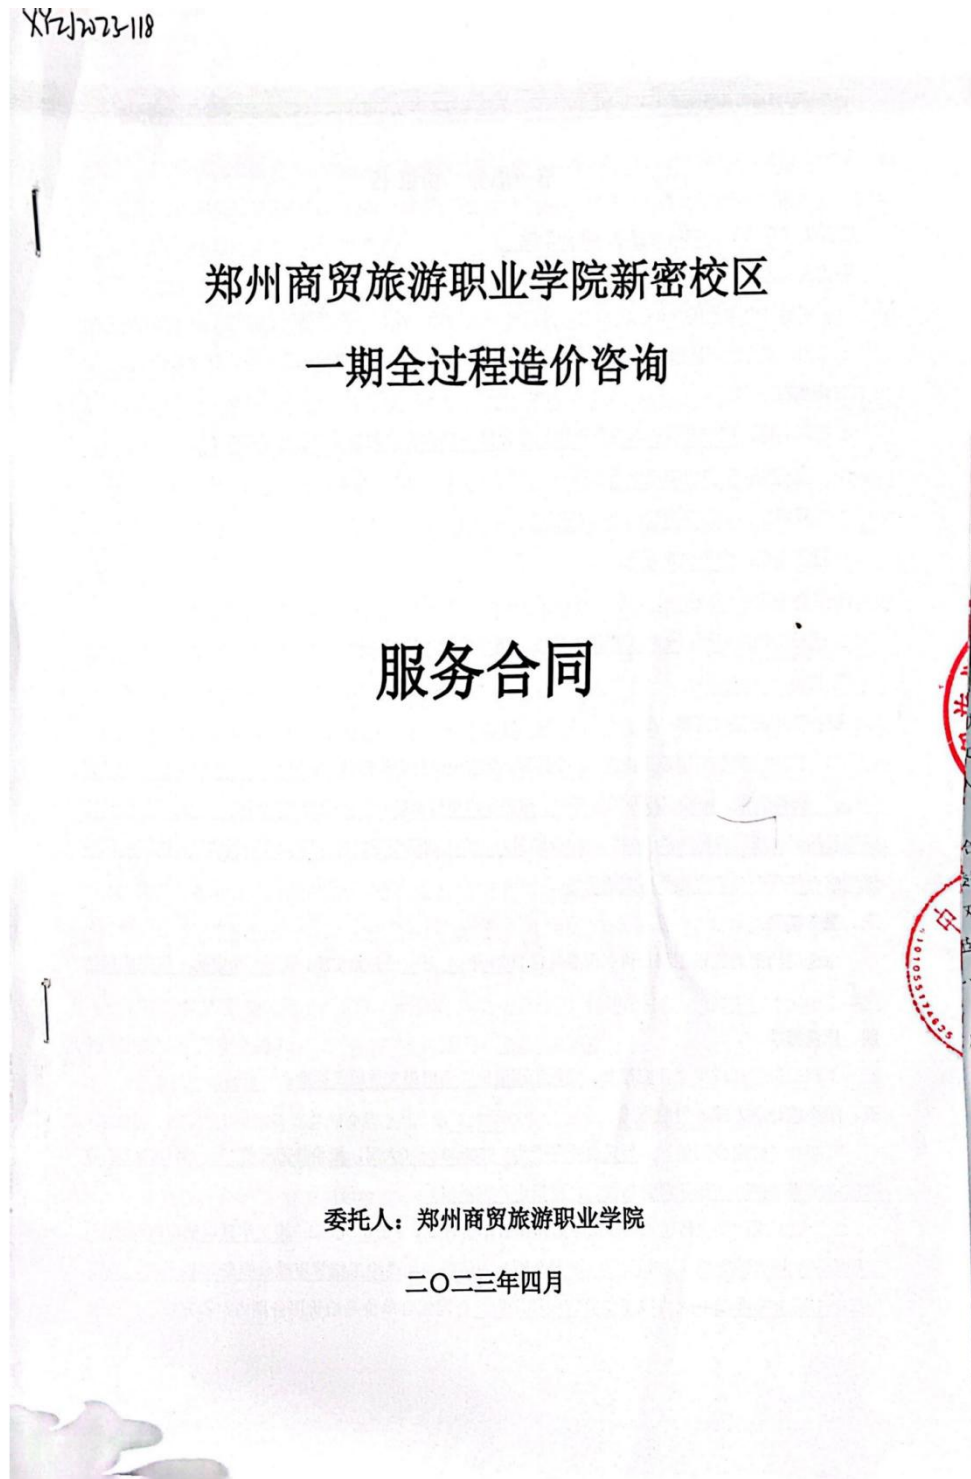 XYZJ2023-118
郑州商贸旅游职业学院新密校区
一期全过程造价咨询
服务合同
委托人：郑州商贸旅游职业学院
二〇二三年四月